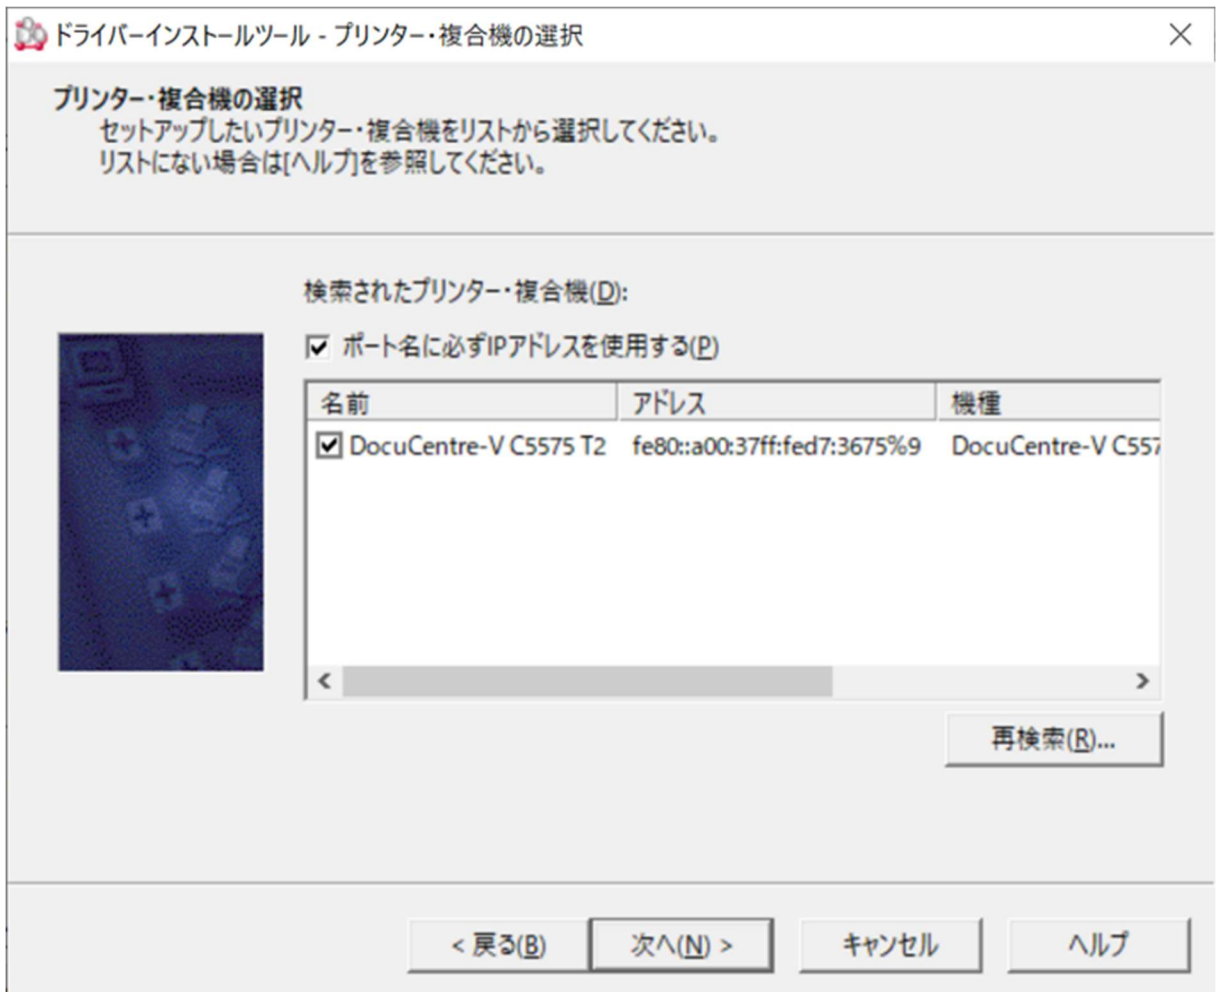 ドライバーインストールツール - プリンター・複合機の選択
プリンター・複合機の選択
セットアップしたいプリンター・複合機をリストから選択してください。
リストにない場合は[ヘルプ]を参照してください。
検索されたプリンター・複合機(D):
ポート名に必ずIPアドレスを使用する(P)
名前 アドレス 機種
DocuCentre-V C5575 T2 fe80::a00:37ff:fed7:3675%9 DocuCentre-V C557
再検索(R)...
< 戻る(B) 次へ(N) > キャンセル ヘルプ